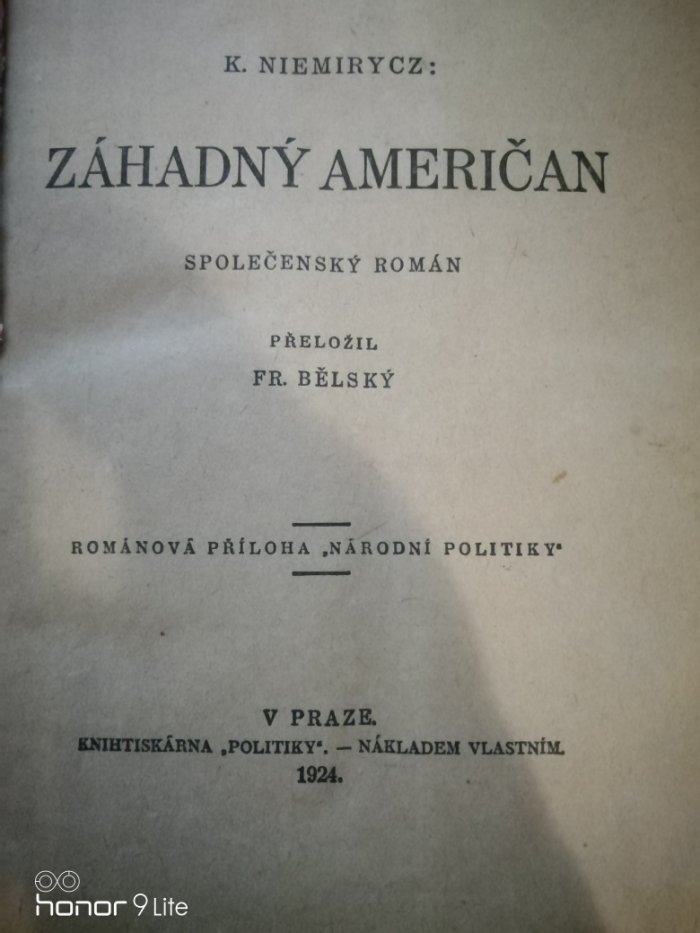 K. NIEMIRYCZ:
ZÁHADNÝ AMERIČAN
SPOLEČENSKÝ ROMÁN
PŘELOŽIL
FR. BĚLSKÝ
ROMÁNOVÁ PŘÍLOHA „NÁRODNÍ POLITIKY“
V PRAZE.
KNIHTISKÁRNA „POLITIKY“. — NÁKLADEM VLASTNÍM.
1924.
honor 9 Lite